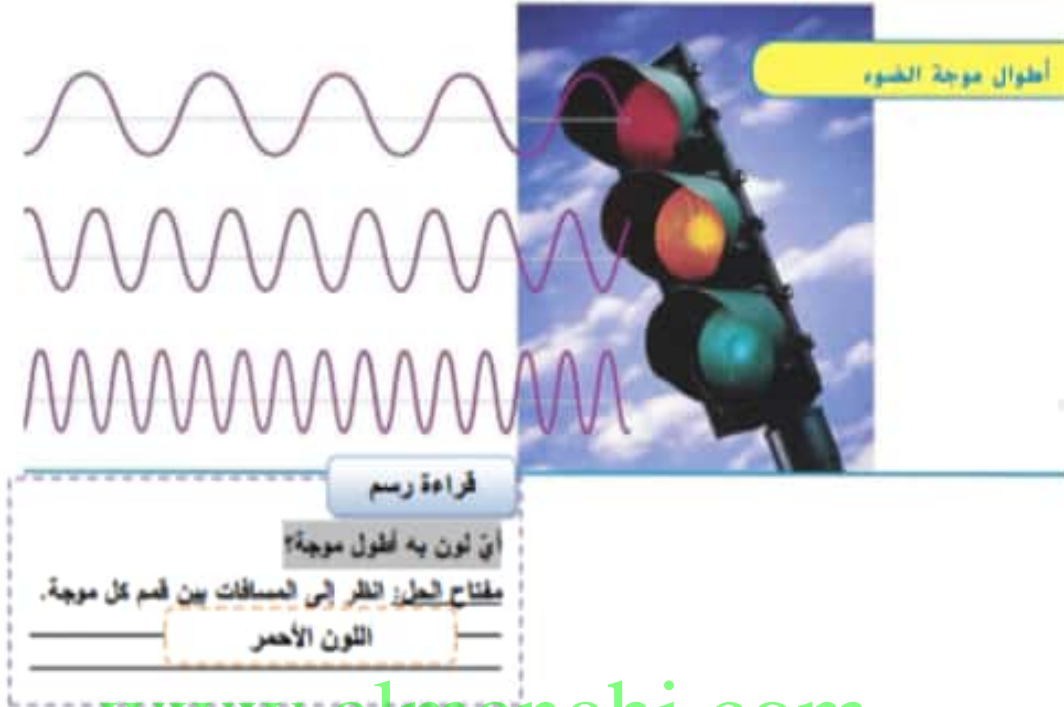 أطوال موجة الضوء
قراءة رسم
أيّ لون به أطول موجة؟
مفتاح الحل: انظر إلى المسافات بين قمم كل موجة.
اللون الأحمر